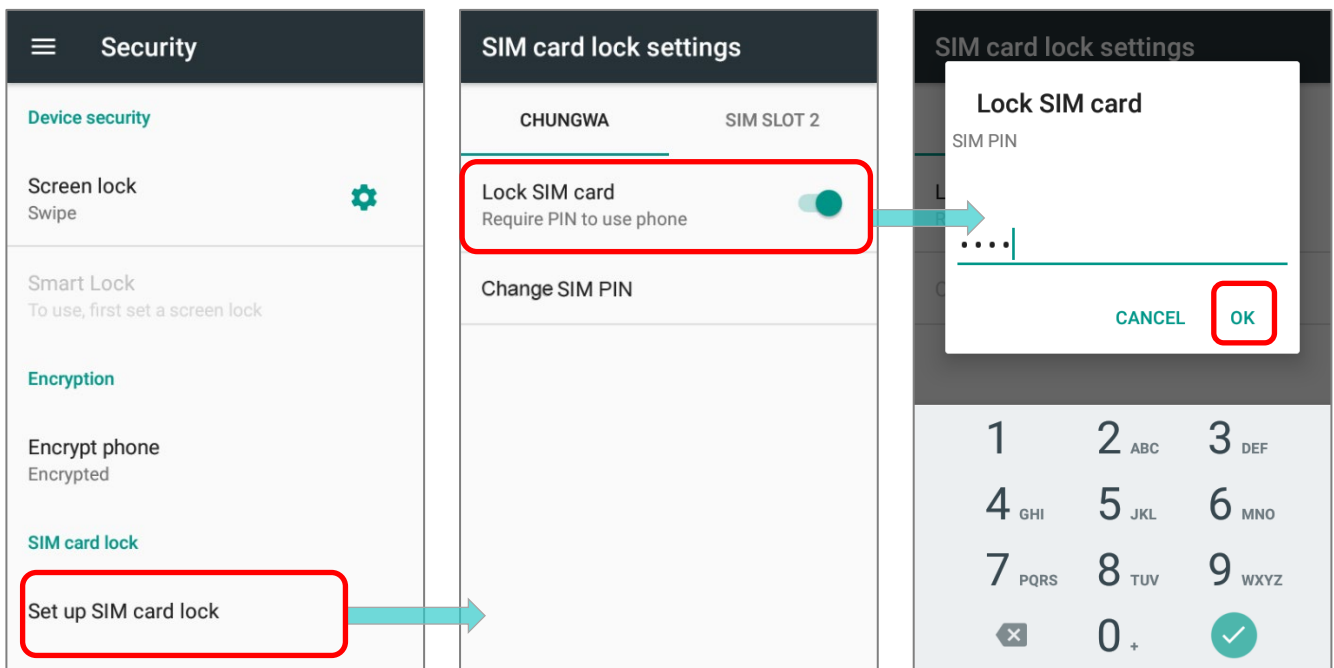 Security
Device security
Screen lock
Swipe
Smart Lock
To use, first set a screen lock
Encryption
Encrypt phone
Encrypted
SIM card lock
Set up SIM card lock
SIM card lock settings
CHUNGWA SIM SLOT 2
Lock SIM card
Require PIN to use phone
Change SIM PIN
SIM card lock settings
Lock SIM card
SIM PIN
L
R
....
C
CANCEL OK
1 2 ABC 3 DEF
4 GHI 5 JKL 6 MNO
7 PQRS 8 TUV 9 WXYZ
0 +